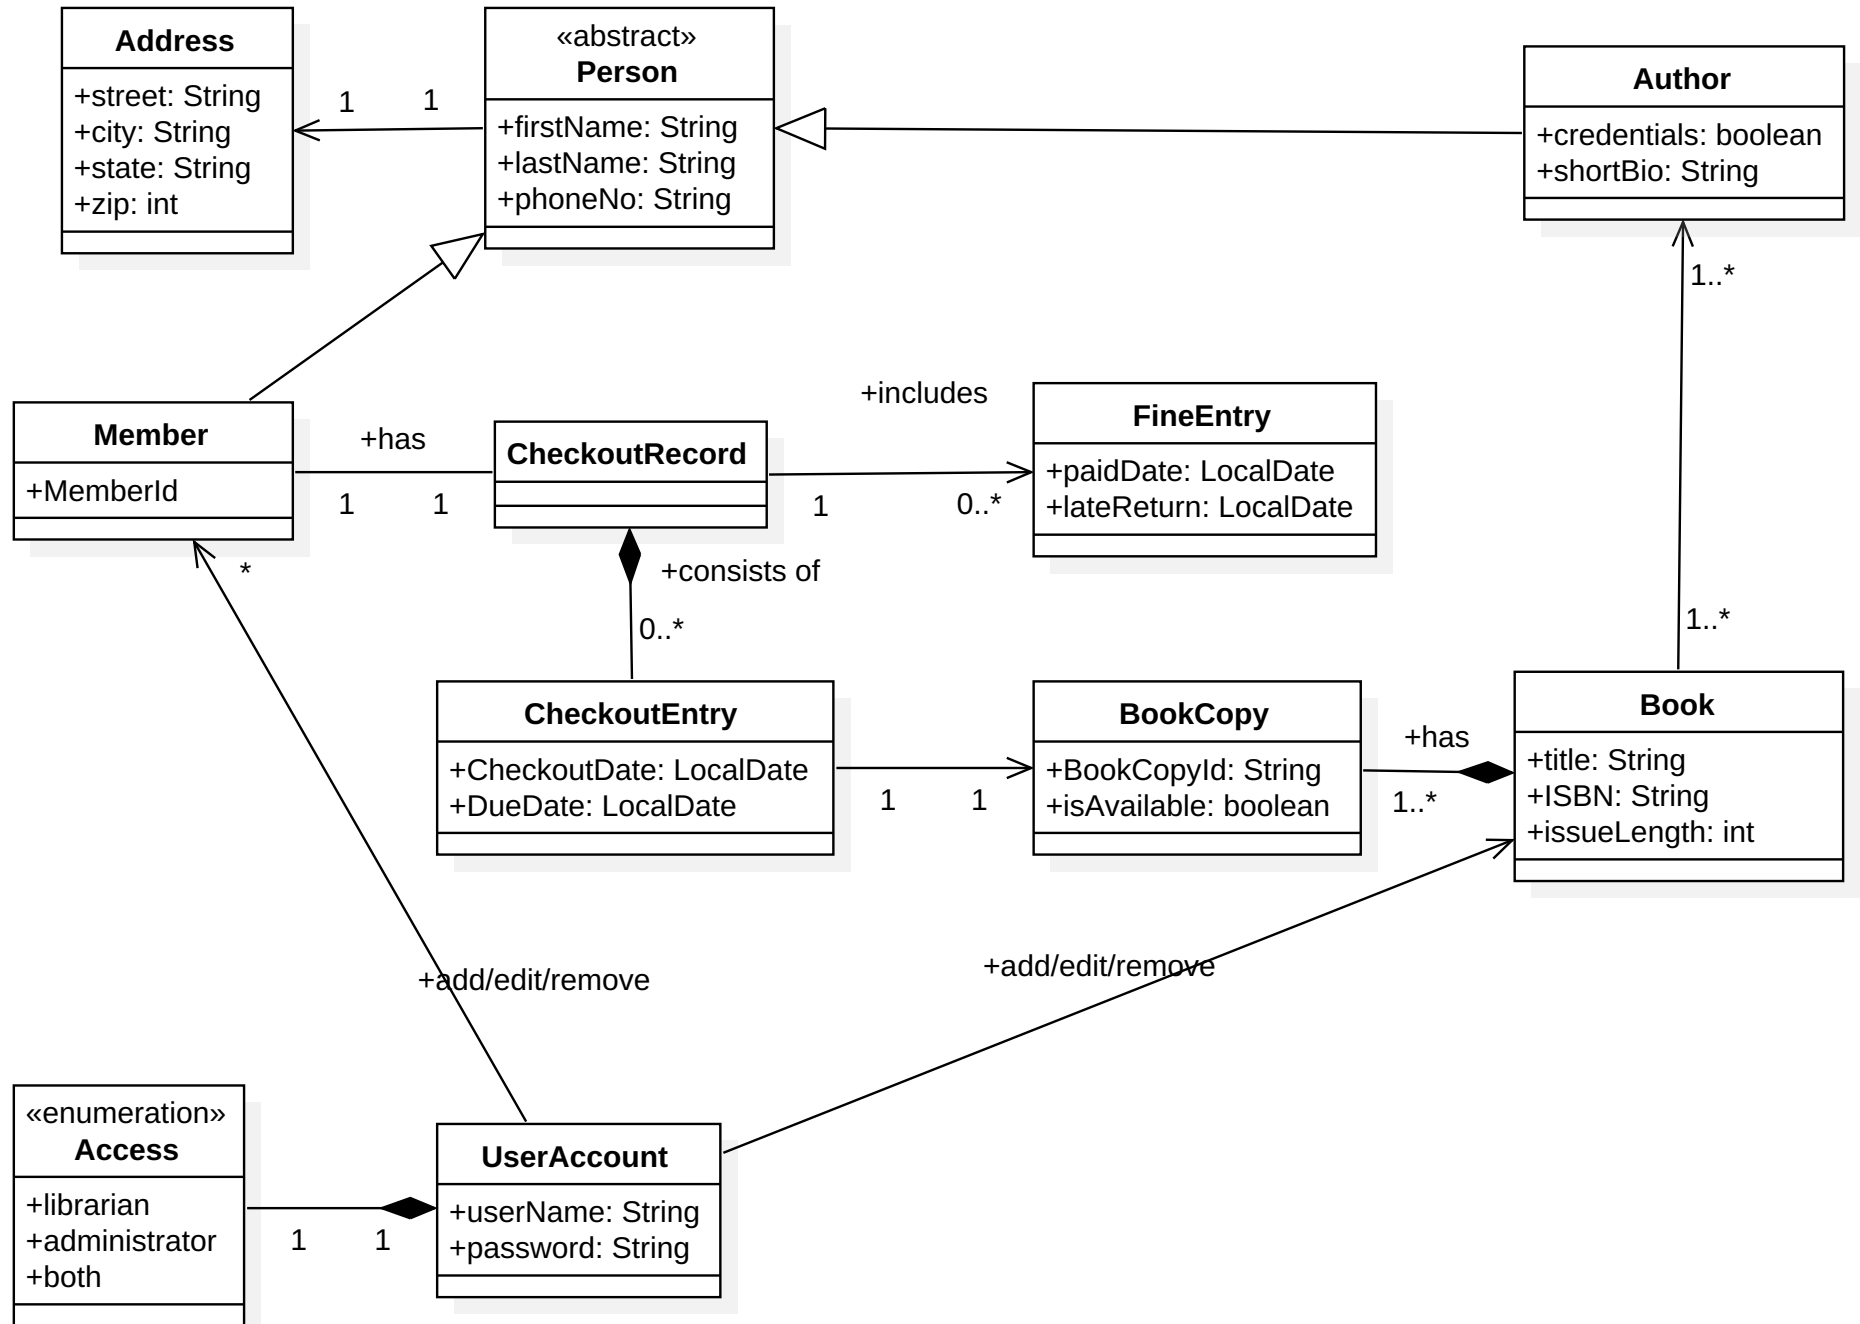 Address
+street: String
+city: String
+state: String
+zip: int
1
1
«abstract»
Person
+firstName: String
+lastName: String
+phoneNo: String
Author
+credentials: boolean
+shortBio: String
1..*
1..*
Member
+MemberId
+has
1
1
*
CheckoutRecord
+includes
1
0..*
FineEntry
+paidDate: LocalDate
+lateReturn: LocalDate
+consists of
0..*
CheckoutEntry
+CheckoutDate: LocalDate
+DueDate: LocalDate
1
1
BookCopy
+BookCopyId: String
+isAvailable: boolean
+has
1..*
Book
+title: String
+ISBN: String
+issueLength: int
+add/edit/remove
+add/edit/remove
«enumeration»
Access
+librarian
+administrator
+both
1
1
UserAccount
+userName: String
+password: String